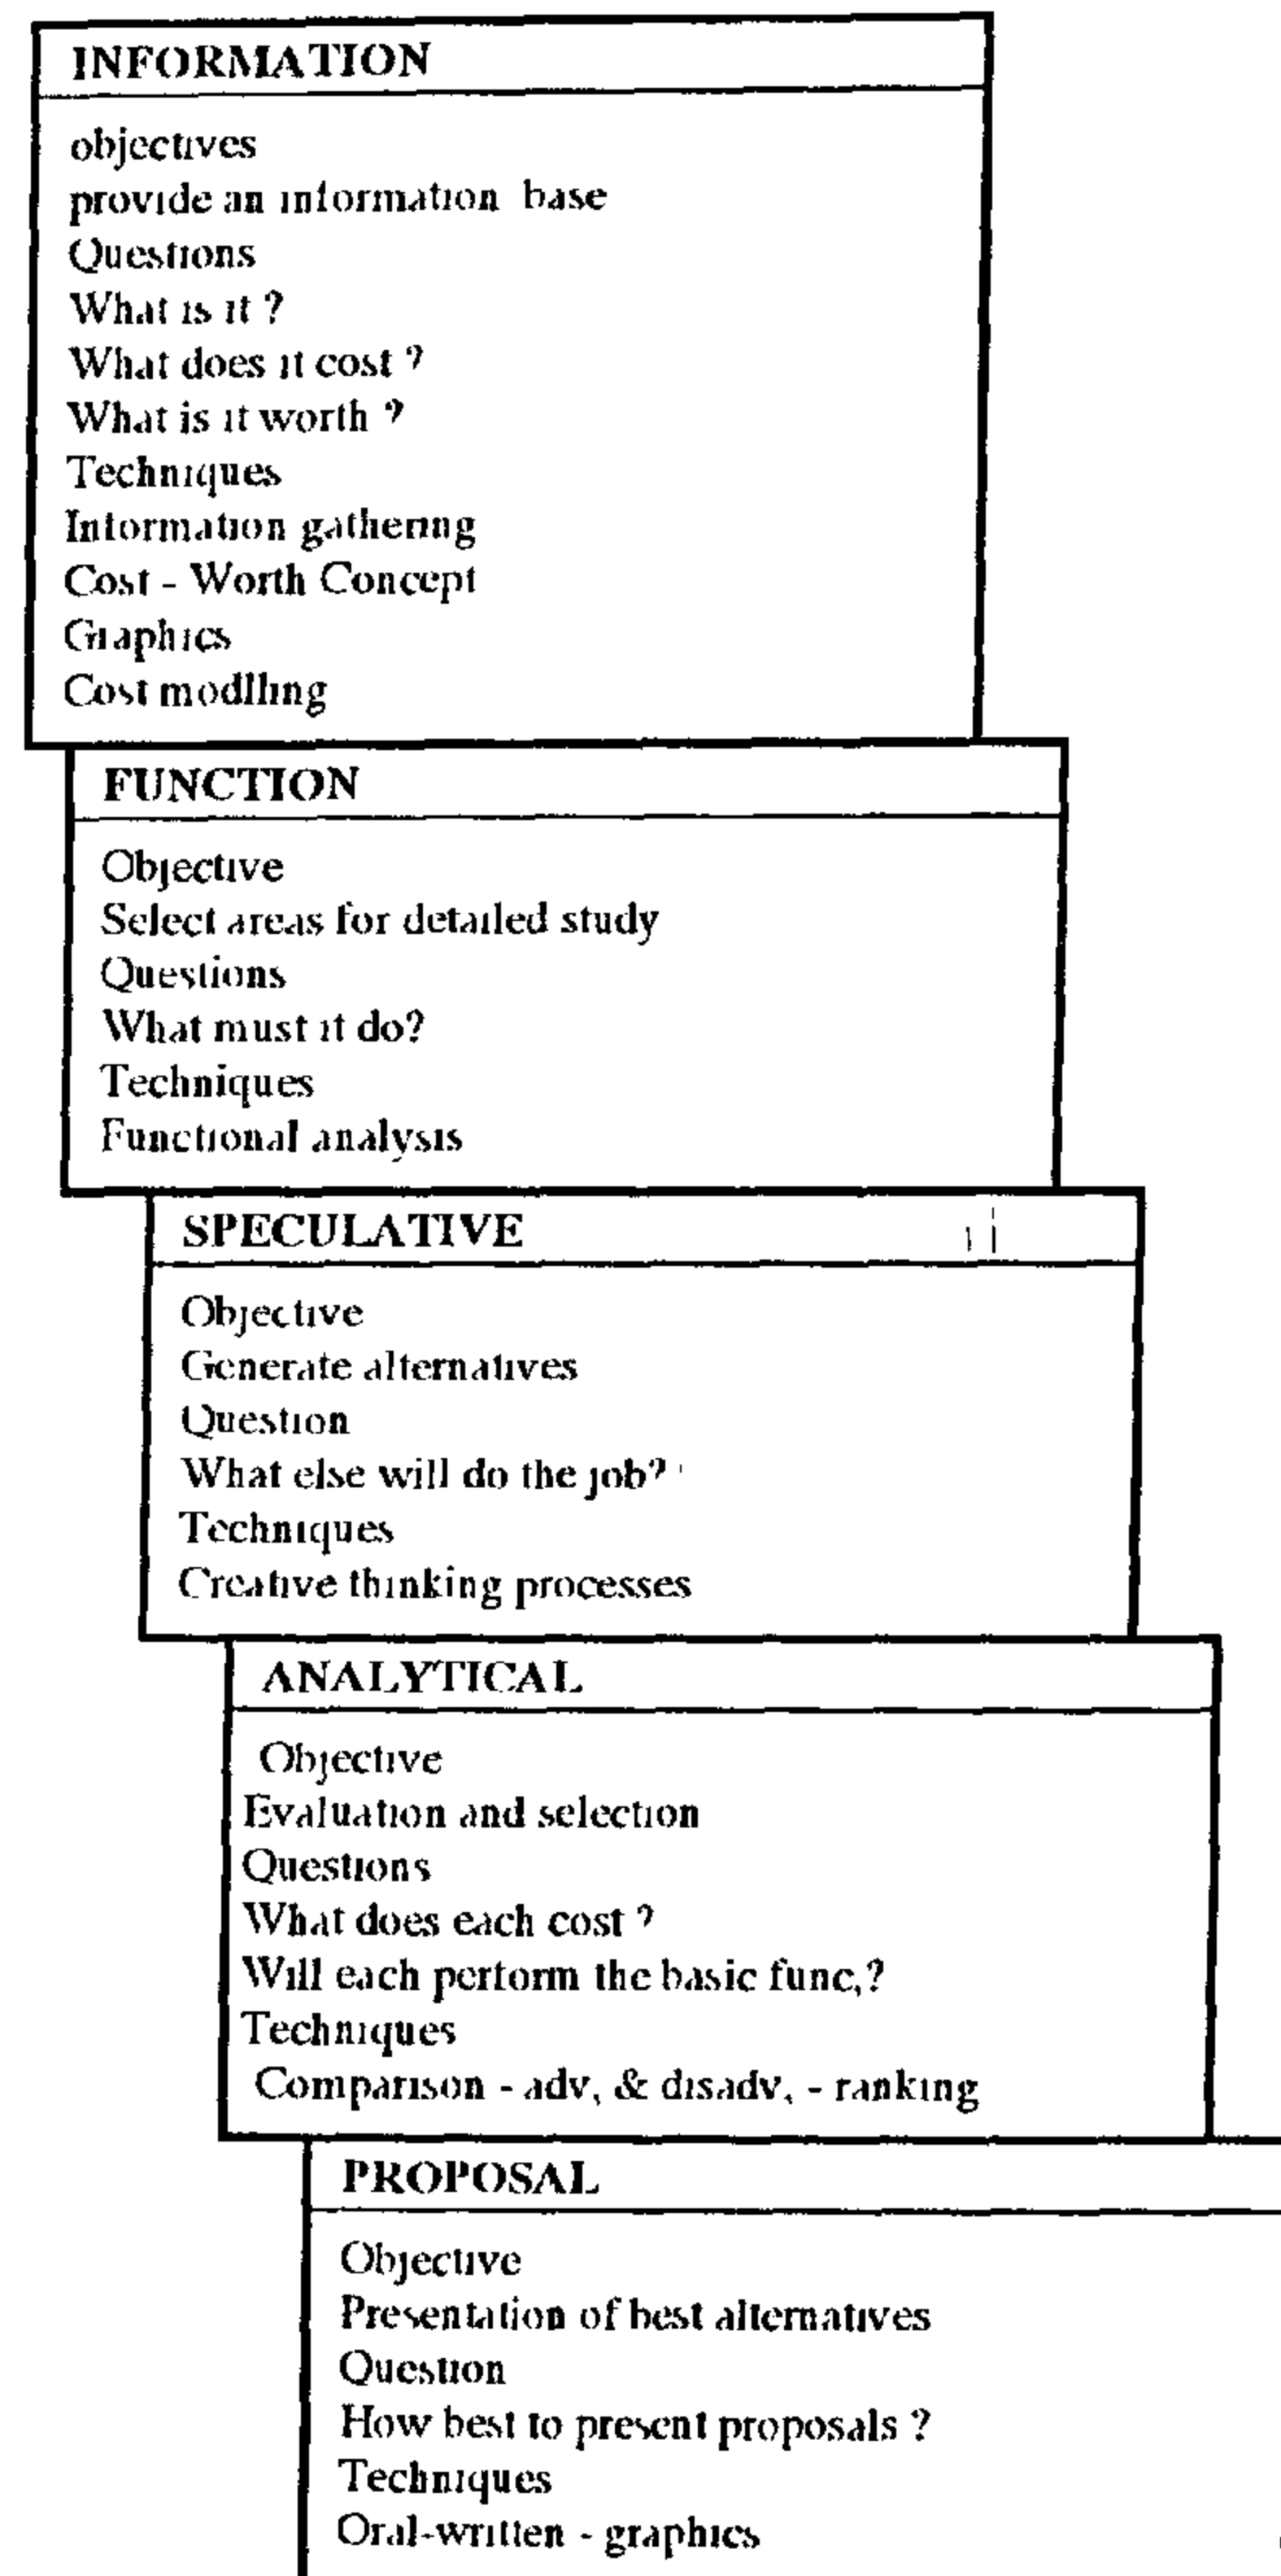 INFORMATION
objectives
provide an information base
Questions
What is it ?
What does it cost ?
What is it worth ?
Techniques
Information gathering
Cost - Worth Concept
Graphics
Cost modlling
FUNCTION
Objective
Select areas for detailed study
Questions
What must it do?
Techniques
Functional analysis
SPECULATIVE
Objective
Generate alternatives
Question
What else will do the job?
Techniques
Creative thinking processes
ANALYTICAL
Objective
Evaluation and selection
Questions
What does each cost ?
Will each perform the basic func,?
Techniques
Comparison - adv, & disadv, - ranking
PROPOSAL
Objective
Presentation of best alternatives
Question
How best to present proposals ?
Techniques
Oral-written - graphics